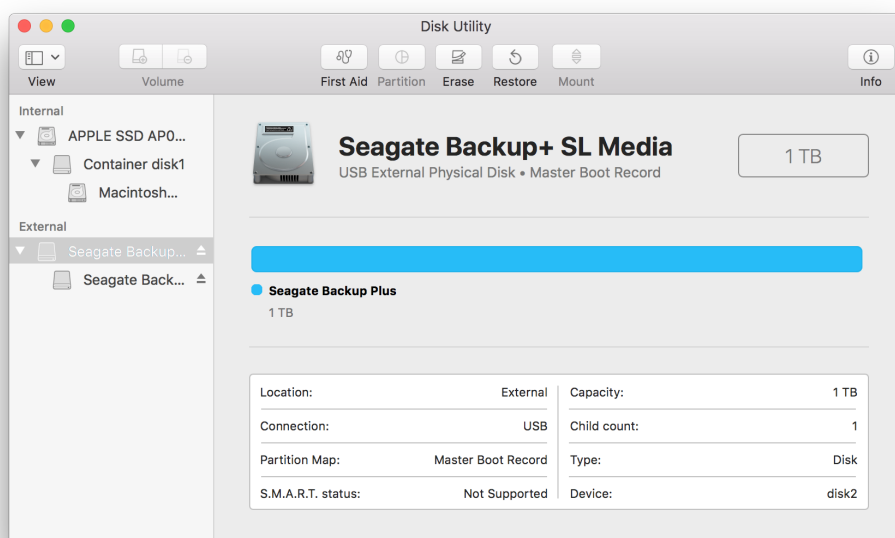 Disk Utility
View
Volume
First Aid
Partition
Erase
Restore
Mount
Info
Internal
APPLE SSD AP0...
Container disk1
Macintosh...
External
Seagate Backup...
Seagate Back...
Seagate Backup+ SL Media
USB External Physical Disk • Master Boot Record
1 TB
Seagate Backup Plus
1 TB
Location: External
Capacity: 1 TB
Connection: USB
Child count: 1
Partition Map: Master Boot Record
Type: Disk
S.M.A.R.T. status: Not Supported
Device: disk2